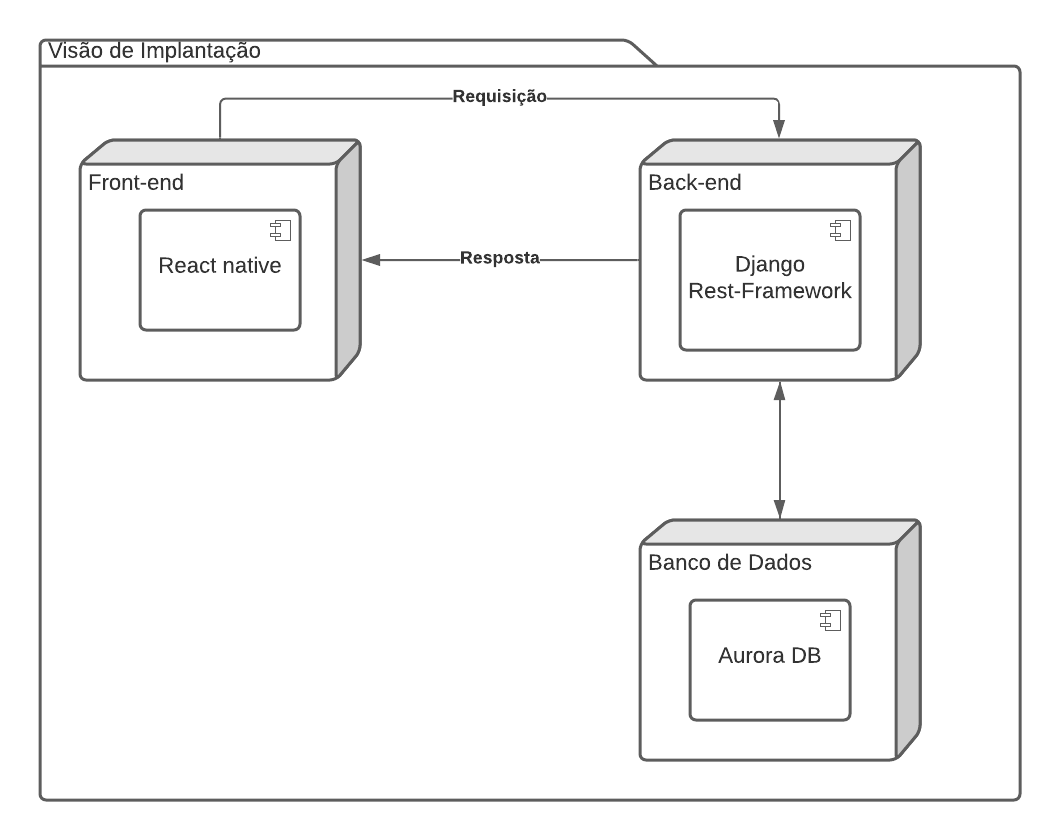 Visão de Implantação
Requisição
Front-end
Back-end
React native
Resposta
Django
Rest-Framework
Banco de Dados
Aurora DB